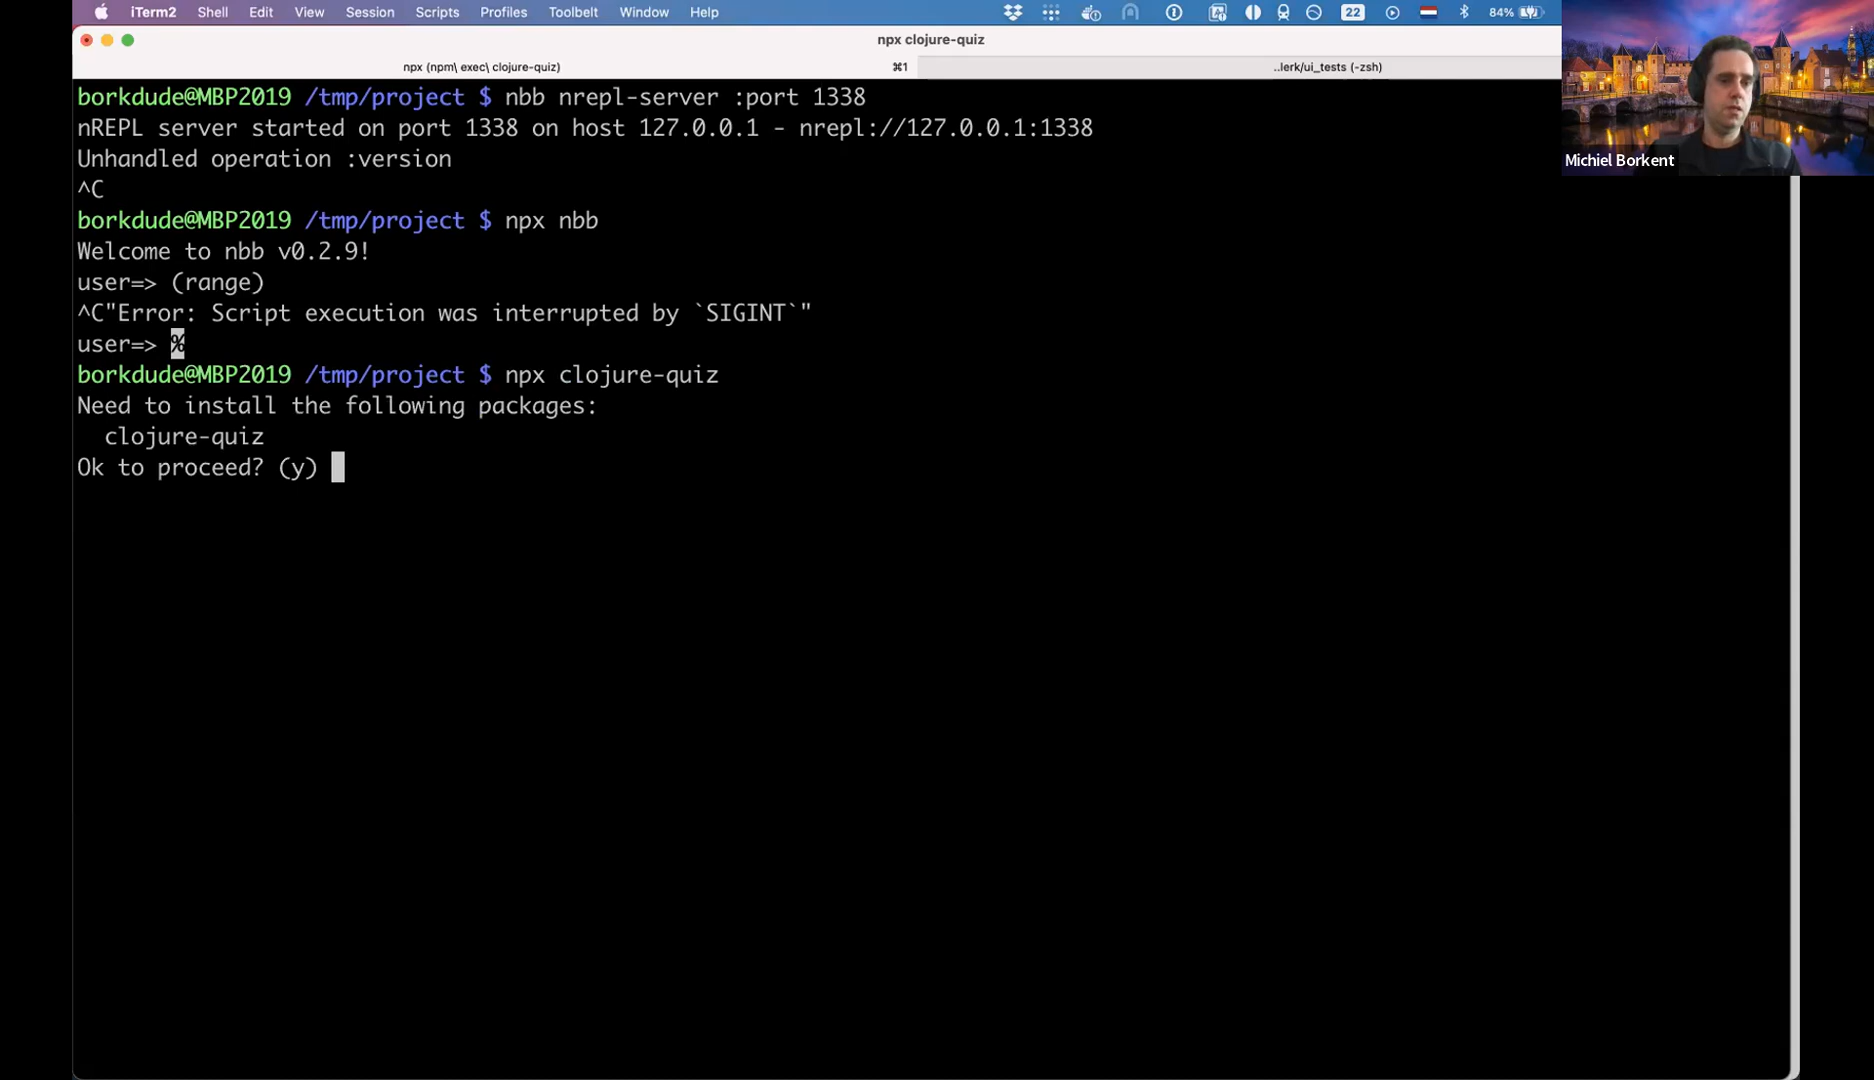 iTerm2 Shell Edit View Session Scripts Profiles Toolbelt Window Help 22 84%
npx clojure-quiz
npx (npm\ exec\ clojure-quiz) ⌘1 ..lerk/ui_tests (-zsh)
borkdude@MBP2019 /tmp/project $ nbb nrepl-server :port 1338
nREPL server started on port 1338 on host 127.0.0.1 - nrepl://127.0.0.1:1338
Unhandled operation :version
^C
borkdude@MBP2019 /tmp/project $ npx nbb
Welcome to nbb v0.2.9!
user=> (range)
^C"Error: Script execution was interrupted by `SIGINT`"
user=> %
borkdude@MBP2019 /tmp/project $ npx clojure-quiz
Need to install the following packages:
  clojure-quiz
Ok to proceed? (y)
Michiel Borkent